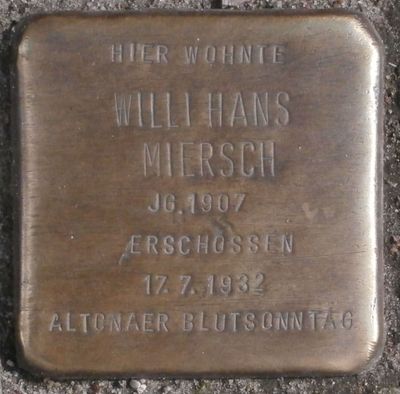 HIER WOHNTE
WILLI HANS
MIERSCH
JG. 1907
ERSCHOSSEN
17. 7. 1932
ALTONAER BLUTSONNTAG